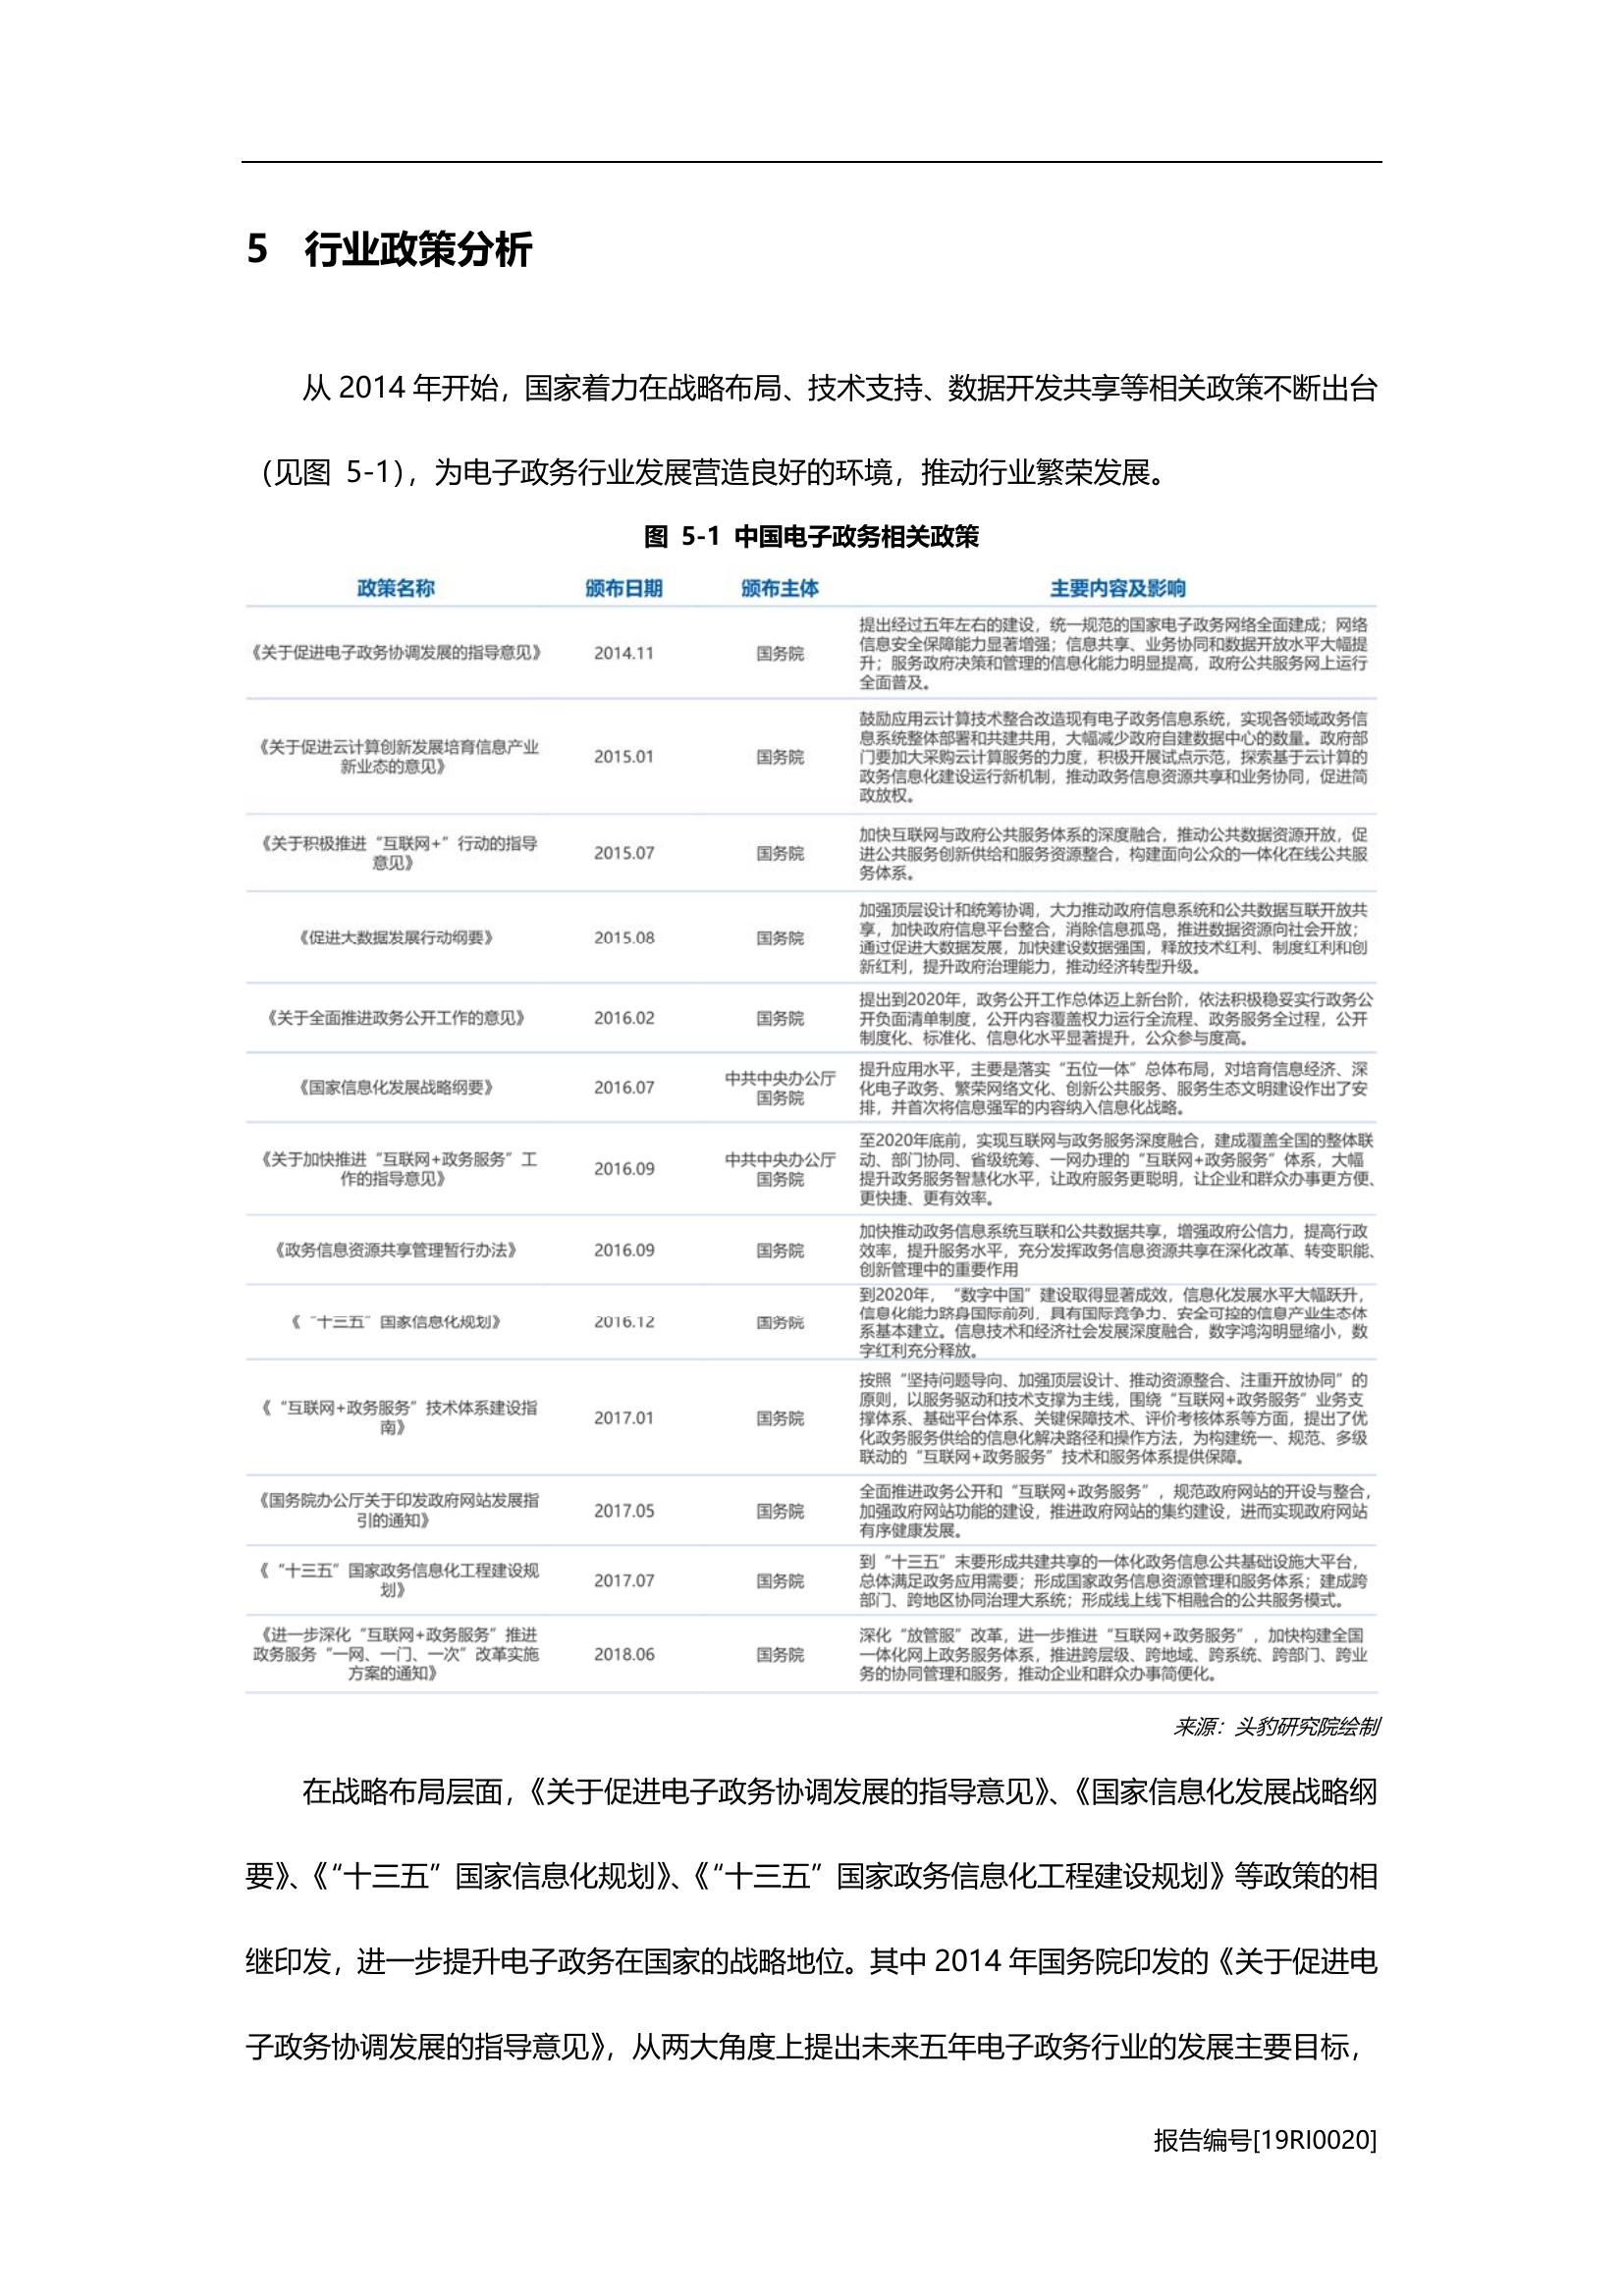 5 行业政策分析
从 2014 年开始，国家着力在战略布局、技术支持、数据开发共享等相关政策不断出台
（见图 5-1），为电子政务行业发展营造良好的环境，推动行业繁荣发展。
图 5-1 中国电子政务相关政策
政策名称 颁布日期 颁布主体 主要内容及影响
《关于促进电子政务协调发展的指导意见》 2014.11 国务院
提出经过五年左右的建设，统一规范的国家电子政务网络全面建成；网络
信息安全保障能力显著增强；信息共享、业务协同和数据开放水平大幅提
升；服务政府决策和管理的信息化能力明显提高，政府公共服务网上运行
全面普及。
《关于促进云计算创新发展培育信息产业
新业态的意见》
2015.01 国务院
鼓励应用云计算技术整合改造现有电子政务信息系统，实现各领域政务信
息系统整体部署和共建共用，大幅减少政府自建数据中心的数量。政府部
门要加大采购云计算服务的力度，积极开展试点示范，探索基于云计算的
政务信息化建设运行新机制，推动政务信息资源共享和业务协同，促进简
政放权。
《关于积极推进“互联网+”行动的指导
意见》
2015.07 国务院
加快互联网与政府公共服务体系的深度融合，推动公共数据资源开放，促
进公共服务创新供给和服务资源整合，构建面向公众的一体化在线公共服
务体系。
《促进大数据发展行动纲要》 2015.08 国务院
加强顶层设计和统筹协调，大力推动政府信息系统和公共数据互联开放共
享，加快政府信息平台整合，消除信息孤岛，推进数据资源向社会开放；
通过促进大数据发展，加快建设数据强国，释放技术红利、制度红利和创
新红利，提升政府治理能力，推动经济转型升级。
《关于全面推进政务公开工作的意见》 2016.02 国务院
提出到2020年，政务公开工作总体迈上新台阶，依法积极稳妥实行政务公
开负面清单制度，公开内容覆盖权力运行全流程、政务服务全过程，公开
制度化、标准化、信息化水平显著提升，公众参与度高。
《国家信息化发展战略纲要》 2016.07
中共中央办公厅
国务院
提升应用水平，主要是落实“五位一体”总体布局，对培育信息经济、深
化电子政务、繁荣网络文化、创新公共服务、服务生态文明建设作出了安
排，并首次将信息强军的内容纳入信息化战略。
《关于加快推进“互联网+政务服务”工
作的指导意见》
2016.09
中共中央办公厅
国务院
至2020年底前，实现互联网与政务服务深度融合，建成覆盖全国的整体联
动、部门协同、省级统筹、一网办理的“互联网+政务服务”体系，大幅
提升政务服务智慧化水平，让政府服务更聪明，让企业和群众办事更方便、
更快捷、更有效率。
《政务信息资源共享管理暂行办法》 2016.09 国务院
加快推动政务信息系统互联和公共数据共享，增强政府公信力，提高行政
效率，提升服务水平，充分发挥政务信息资源共享在深化改革、转变职能、
创新管理中的重要作用
《“十三五”国家信息化规划》 2016.12 国务院
到2020年，“数字中国”建设取得显著成效，信息化发展水平大幅跃升，
信息化能力跻身国际前列，具有国际竞争力、安全可控的信息产业生态体
系基本建立。信息技术和经济社会发展深度融合，数字鸿沟明显缩小，数
字红利充分释放。
《“互联网+政务服务”技术体系建设指
南》
2017.01 国务院
按照“坚持问题导向、加强顶层设计、推动资源整合、注重开放协同”的
原则，以服务驱动和技术支撑为主线，围绕“互联网+政务服务”业务支
撑体系、基础平台体系、关键保障技术、评价考核体系等方面，提出了优
化政务服务供给的信息化解决路径和操作方法，为构建统一、规范、多级
联动的“互联网+政务服务”技术和服务体系提供保障。
《国务院办公厅关于印发政府网站发展指
引的通知》
2017.05 国务院
全面推进政务公开和“互联网+政务服务”，规范政府网站的开设与整合，
加强政府网站功能的建设，推进政府网站的集约建设，进而实现政府网站
有序健康发展。
《“十三五”国家政务信息化工程建设规
划》
2017.07 国务院
到“十三五”末要形成共建共享的一体化政务信息公共基础设施大平台，
总体满足政务应用需要；形成国家政务信息资源管理和服务体系；建成跨
部门、跨地区协同治理大系统；形成线上线下相融合的公共服务模式。
《进一步深化“互联网+政务服务”推进
政务服务“一网、一门、一次”改革实施
方案的通知》
2018.06 国务院
深化“放管服”改革，进一步推进“互联网+政务服务”，加快构建全国
一体化网上政务服务体系，推进跨层级、跨地域、跨系统、跨部门、跨业
务的协同管理和服务，推动企业和群众办事简便化。
来源：头豹研究院绘制
在战略布局层面，《关于促进电子政务协调发展的指导意见》、《国家信息化发展战略纲
要》、《“十三五”国家信息化规划》、《“十三五”国家政务信息化工程建设规划》等政策的相
继印发，进一步提升电子政务在国家的战略地位。其中 2014 年国务院印发的《关于促进电
子政务协调发展的指导意见》，从两大角度上提出未来五年电子政务行业的发展主要目标，
报告编号[19RI0020]